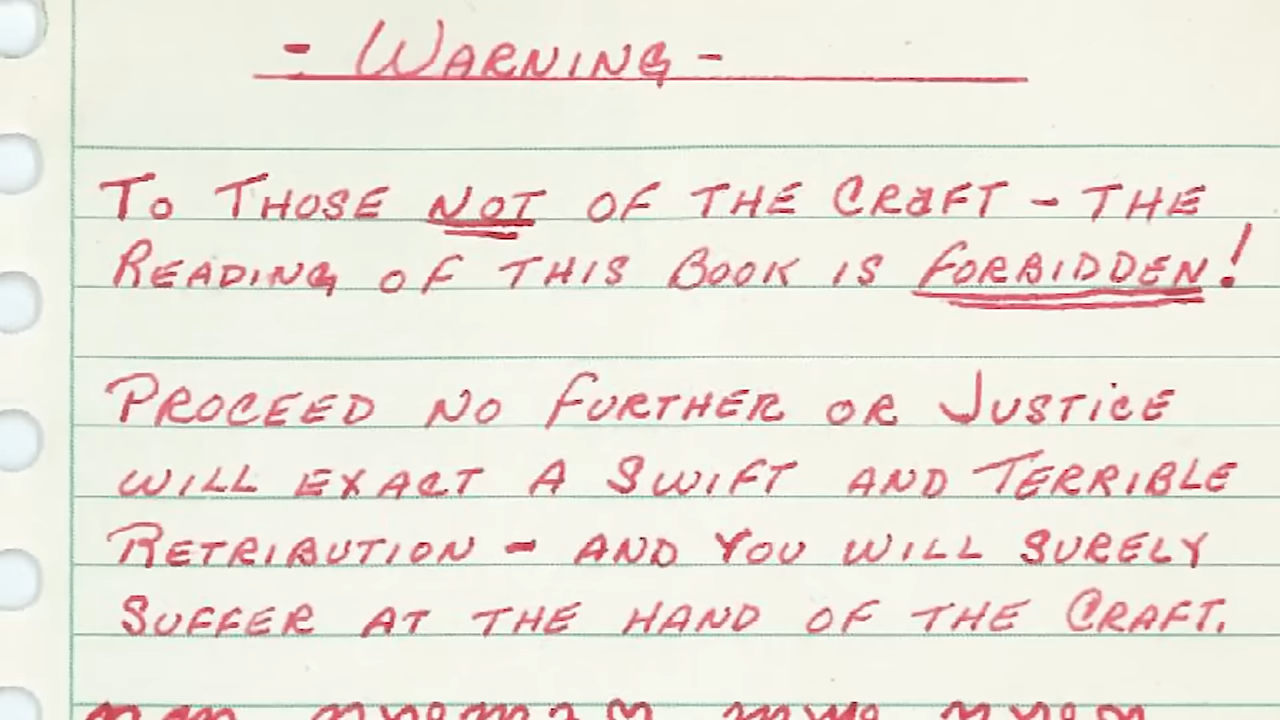 - WARNING -
TO THOSE NOT OF THE CRAFT - THE
READING OF THIS BOOK IS FORBIDDEN!
PROCEED NO FURTHER OR JUSTICE
WILL EXACT A SWIFT AND TERRIBLE
RETRIBUTION - AND YOU WILL SURELY
SUFFER AT THE HAND OF THE CRAFT.